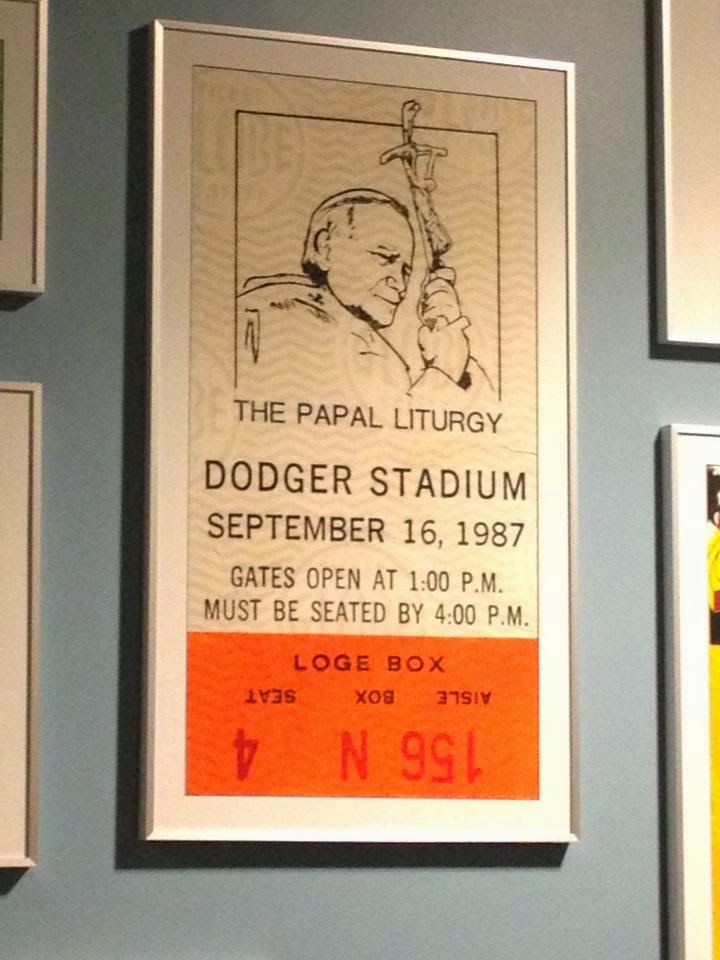 THE PAPAL LITURGY
DODGER STADIUM
SEPTEMBER 16, 1987
GATES OPEN AT 1:00 P.M.
MUST BE SEATED BY 4:00 P.M.
LOGE BOX
AISLE BOX SEAT
156 N 4